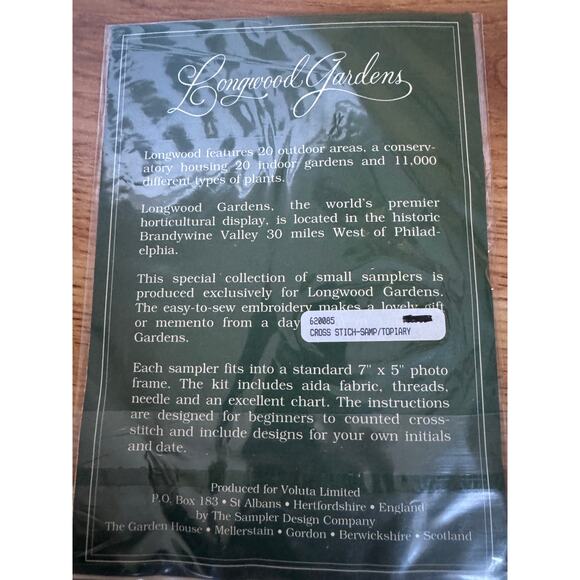 Longwood Gardens
Longwood features 20 outdoor areas, a conserv-
atory housing 20 indoor gardens and 11,000
different types of plants.
Longwood Gardens, the world's premier
horticultural display, is located in the historic
Brandywine Valley 30 miles West of Philad-
elphia.
This special collection of small samplers is
produced exclusively for Longwood Gardens.
The easy-to-sew embroidery makes a lovely gift
or memento from a day
Gardens.
620085
CROSS STICH-SAMP/TOPIARY
Each sampler fits into a standard 7" x 5" photo
frame. The kit includes aida fabric, threads,
needle and an excellent chart. The instructions
are designed for beginners to counted cross-
stitch and include designs for your own initials
and date.
Produced for Voluta Limited
P.O. Box 183 • St Albans • Hertfordshire • England
by The Sampler Design Company
The Garden House • Mellerstain • Gordon • Berwickshire • Scotland